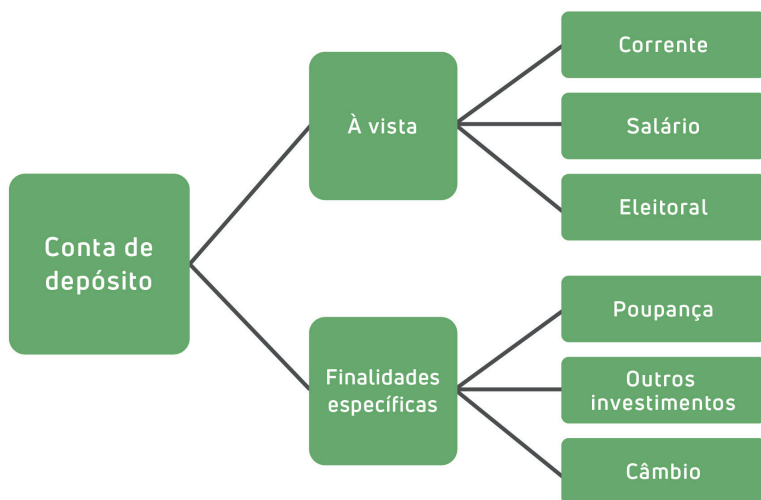 Conta de
depósito
À vista
Corrente
Salário
Eleitoral
Finalidades
específicas
Poupança
Outros
investimentos
Câmbio